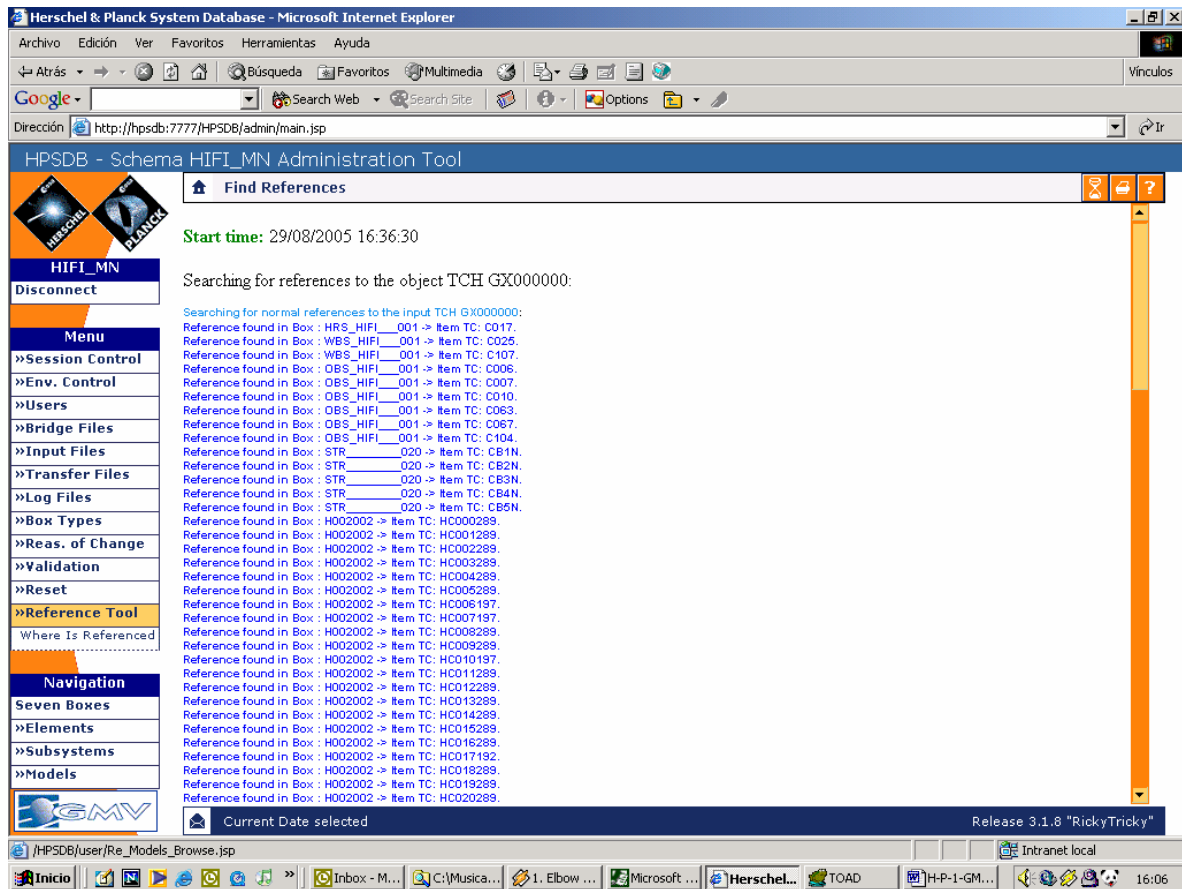 Herschel & Planck System Database - Microsoft Internet Explorer
Archivo Edición Ver Favoritos Herramientas Ayuda
Atrás Búsqueda Favoritos Multimedia Vínculos
Google Search Web Search Site Options
Dirección http://hpsdb:7777/HPSDB/admin/main.jsp Ir
HPSDB - Schema HIFI_MN Administration Tool
HERSCHEL PLANCK
Find References
Start time: 29/08/2005 16:36:30
HIFI_MN
Disconnect
Searching for references to the object TCH GX000000:
Menu
»Session Control
»Env. Control
»Users
»Bridge Files
»Input Files
»Transfer Files
»Log Files
»Box Types
»Reas. of Change
»Validation
»Reset
»Reference Tool
Where Is Referenced
Navigation
Seven Boxes
»Elements
»Subsystems
»Models
GMV
Searching for normal references to the input TCH GX000000:
Reference found in Box : HRS_HIFI___001 -> Item TC: C017.
Reference found in Box : WBS_HIFI___001 -> Item TC: C025.
Reference found in Box : WBS_HIFI___001 -> Item TC: C107.
Reference found in Box : OBS_HIFI___001 -> Item TC: C006.
Reference found in Box : OBS_HIFI___001 -> Item TC: C007.
Reference found in Box : OBS_HIFI___001 -> Item TC: C010.
Reference found in Box : OBS_HIFI___001 -> Item TC: C063.
Reference found in Box : OBS_HIFI___001 -> Item TC: C067.
Reference found in Box : OBS_HIFI___001 -> Item TC: C104.
Reference found in Box : STR________020 -> Item TC: CB1N.
Reference found in Box : STR________020 -> Item TC: CB2N.
Reference found in Box : STR________020 -> Item TC: CB3N.
Reference found in Box : STR________020 -> Item TC: CB4N.
Reference found in Box : STR________020 -> Item TC: CB5N.
Reference found in Box : H002002 -> Item TC: HC000289.
Reference found in Box : H002002 -> Item TC: HC001289.
Reference found in Box : H002002 -> Item TC: HC002289.
Reference found in Box : H002002 -> Item TC: HC003289.
Reference found in Box : H002002 -> Item TC: HC004289.
Reference found in Box : H002002 -> Item TC: HC005289.
Reference found in Box : H002002 -> Item TC: HC006197.
Reference found in Box : H002002 -> Item TC: HC007197.
Reference found in Box : H002002 -> Item TC: HC008289.
Reference found in Box : H002002 -> Item TC: HC009289.
Reference found in Box : H002002 -> Item TC: HC010197.
Reference found in Box : H002002 -> Item TC: HC011289.
Reference found in Box : H002002 -> Item TC: HC012289.
Reference found in Box : H002002 -> Item TC: HC013289.
Reference found in Box : H002002 -> Item TC: HC014289.
Reference found in Box : H002002 -> Item TC: HC015289.
Reference found in Box : H002002 -> Item TC: HC016289.
Reference found in Box : H002002 -> Item TC: HC017192.
Reference found in Box : H002002 -> Item TC: HC018289.
Reference found in Box : H002002 -> Item TC: HC019289.
Reference found in Box : H002002 -> Item TC: HC020289.
Current Date selected Release 3.1.8 "RickyTricky"
/HPSDB/user/Re_Models_Browse.jsp Intranet local
Inicio Inbox - M... C:\Musica... 1. Elbow ... Microsoft ... Herschel... TOAD H-P-1-GM... 16:06